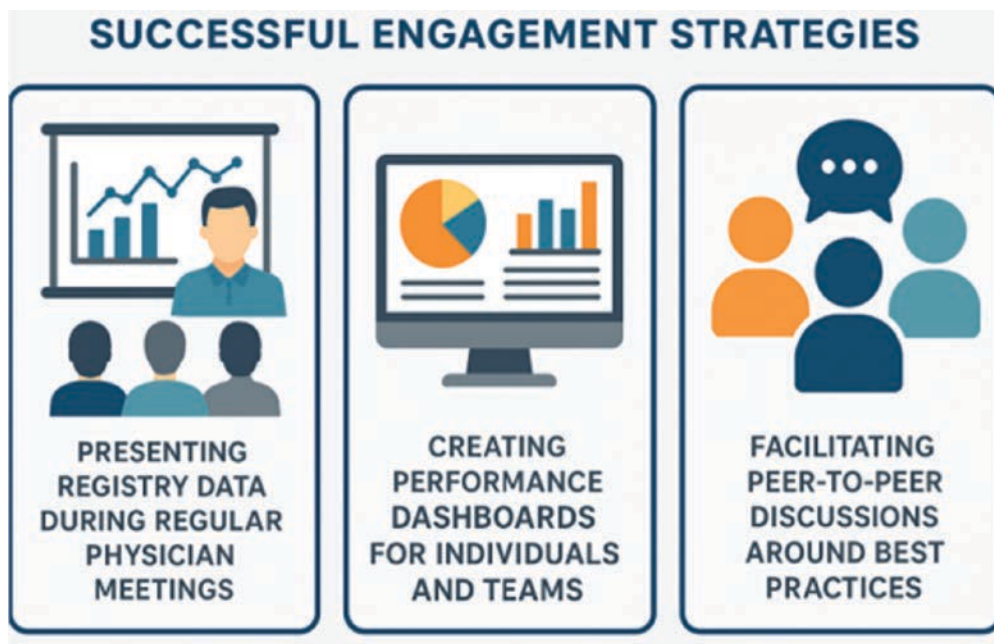 SUCCESSFUL ENGAGEMENT STRATEGIES
PRESENTING
REGISTRY DATA
DURING REGULAR
PHYSICIAN
MEETINGS
CREATING
PERFORMANCE
DASHBOARDS
FOR INDIVIDUALS
AND TEAMS
FACILITATING
PEER-TO-PEER
DISCUSSIONS
AROUND BEST
PRACTICES